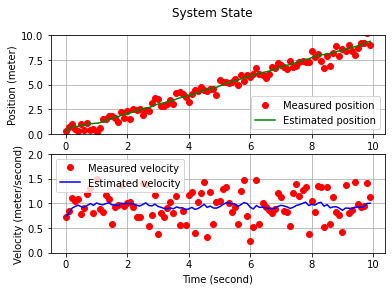 System State
Position (meter)
10.0
7.5
5.0
2.5
0.0
0
2
4
6
8
10
Measured position
Estimated position
Velocity (meter/second)
2.0
1.5
1.0
0.5
0.0
Measured velocity
Estimated velocity
0
2
4
6
8
10
Time (second)